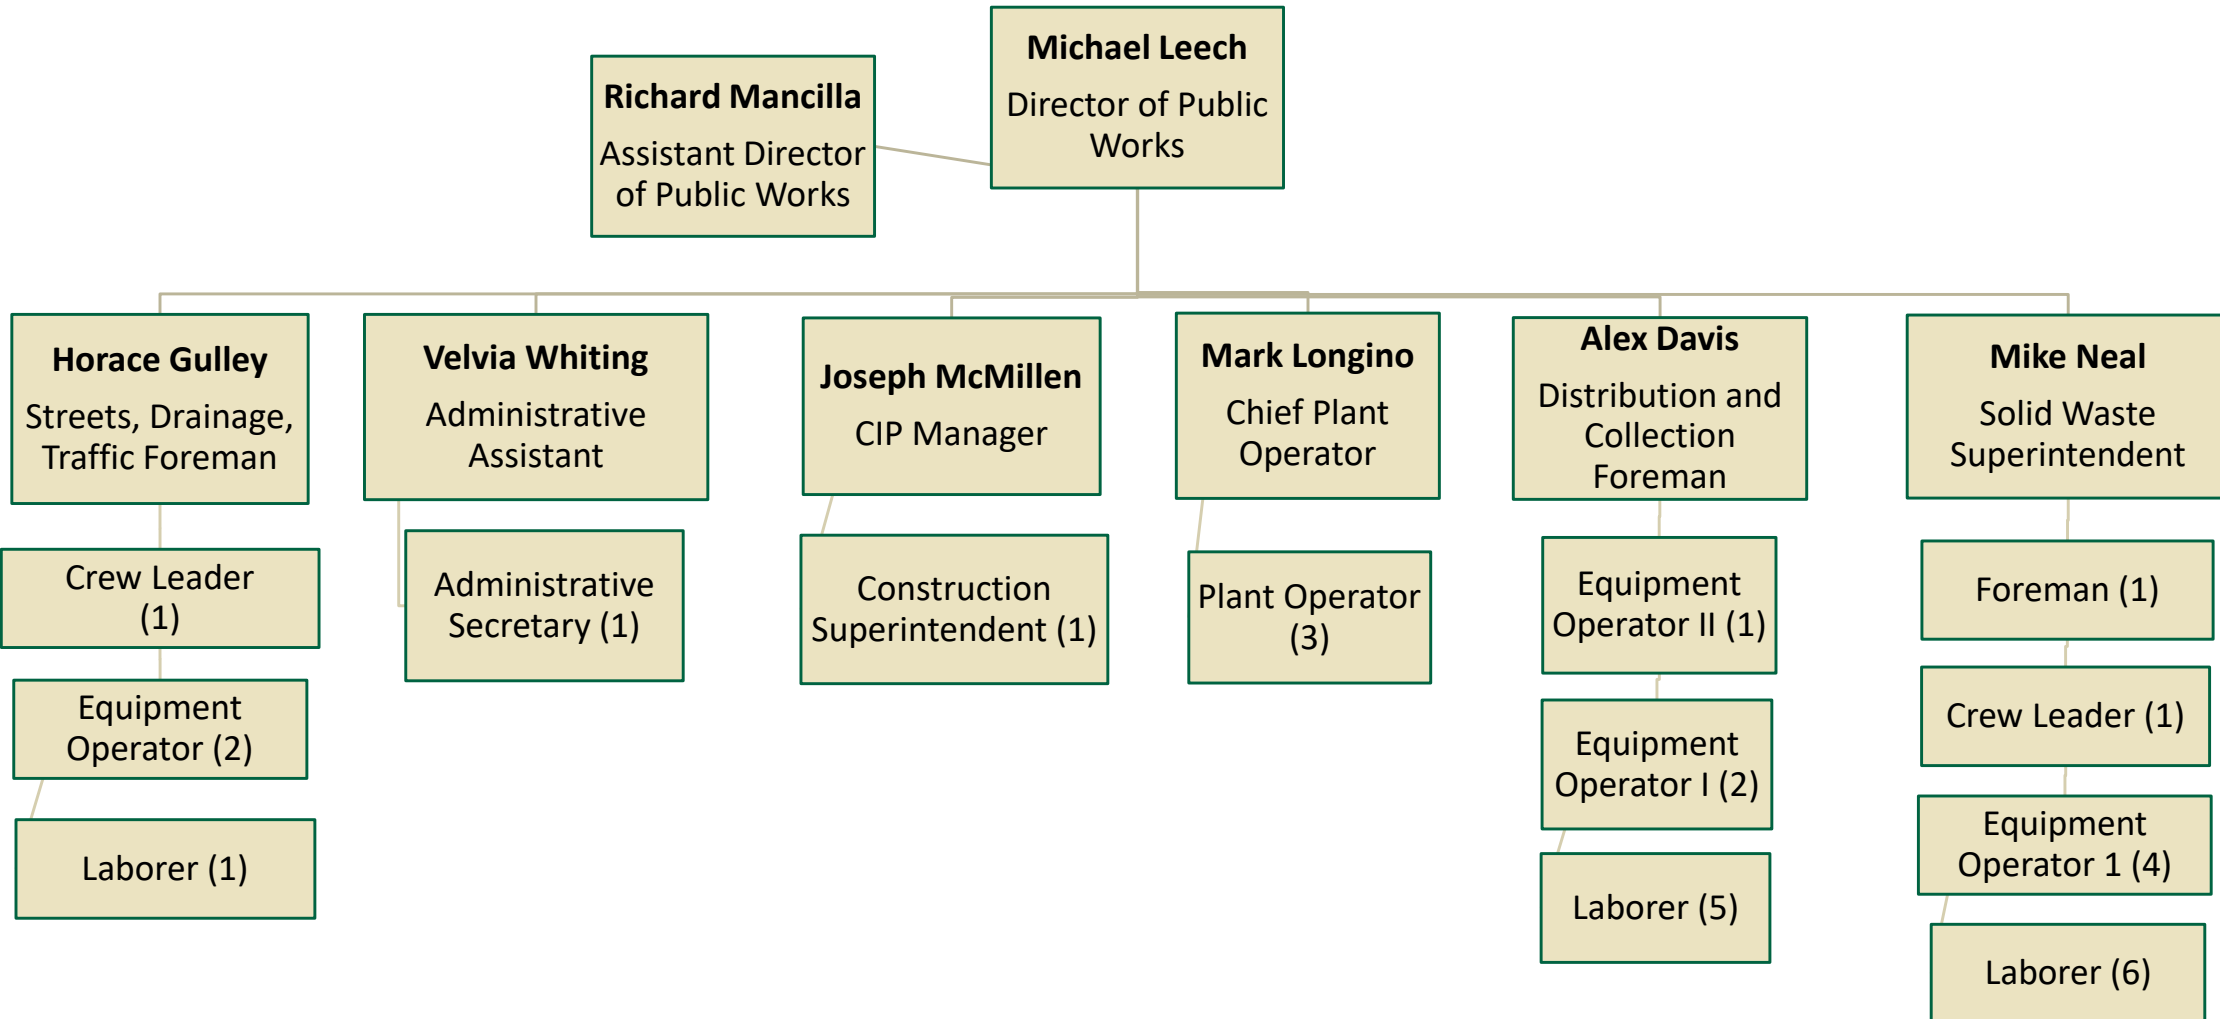 Michael Leech
Director of Public
Works
Richard Mancilla
Assistant Director
of Public Works
Horace Gulley
Streets, Drainage,
Traffic Foreman
Crew Leader
(1)
Equipment
Operator (2)
Laborer (1)
Velvia Whiting
Administrative
Assistant
Administrative
Secretary (1)
Joseph McMillen
CIP Manager
Construction
Superintendent (1)
Mark Longino
Chief Plant
Operator
Plant Operator
(3)
Alex Davis
Distribution and
Collection
Foreman
Equipment
Operator II (1)
Equipment
Operator I (2)
Laborer (5)
Mike Neal
Solid Waste
Superintendent
Foreman (1)
Crew Leader (1)
Equipment
Operator 1 (4)
Laborer (6)